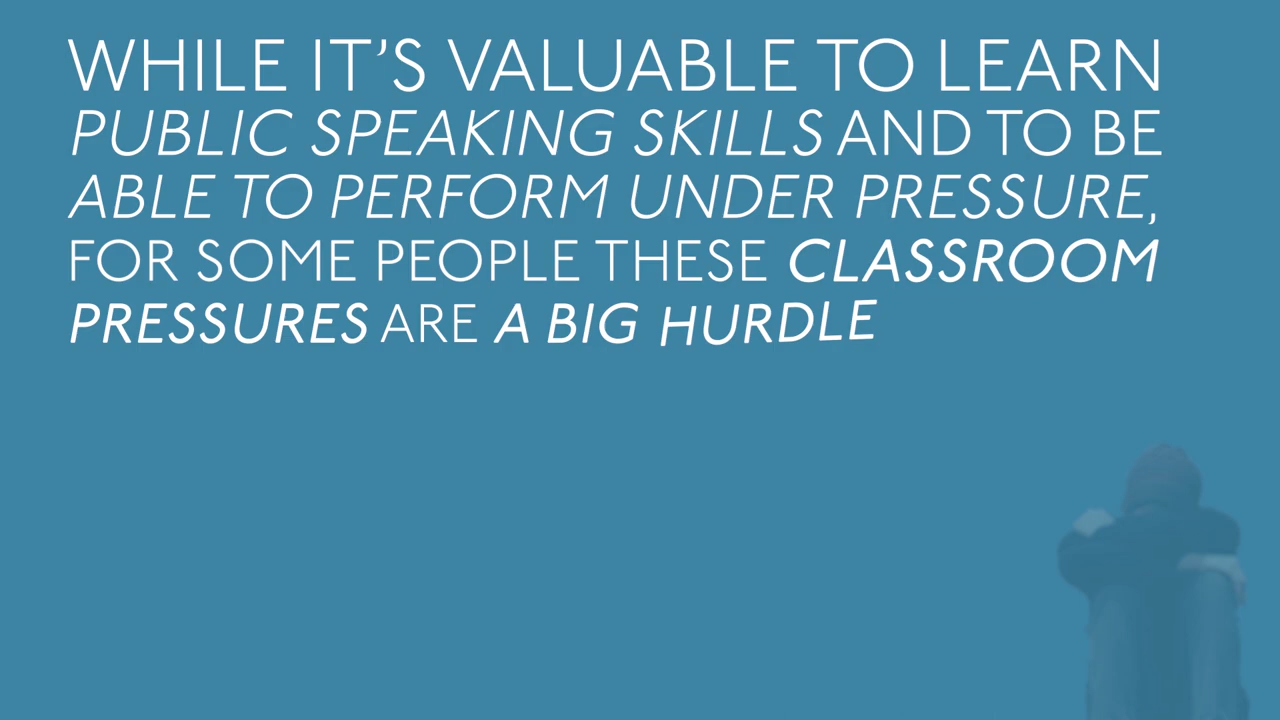 WHILE IT'S VALUABLE TO LEARN
PUBLIC SPEAKING SKILLS AND TO BE
ABLE TO PERFORM UNDER PRESSURE,
FOR SOME PEOPLE THESE CLASSROOM
PRESSURES ARE A BIG HURDLE